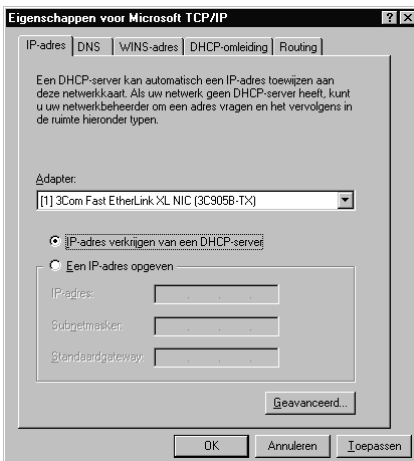 Eigenschappen voor Microsoft TCP/IP
IP-adres DNS WINS-adres DHCP-omleiding Routing
Een DHCP-server kan automatisch een IP-adres toewijzen aan
deze netwerkkaart. Als uw netwerk geen DHCP-server heeft, kunt
u uw netwerkbeheerder om een adres vragen en het vervolgens in
de ruimte hieronder typen.
Adapter:
[1] 3Com Fast EtherLink XL NIC (3C905B-TX)
IP-adres verkrijgen van een DHCP-server
Een IP-adres opgeven
IP-adres:
Subnetmasker:
Standaardgateway:
Geavanceerd...
OK Annuleren Toepassen